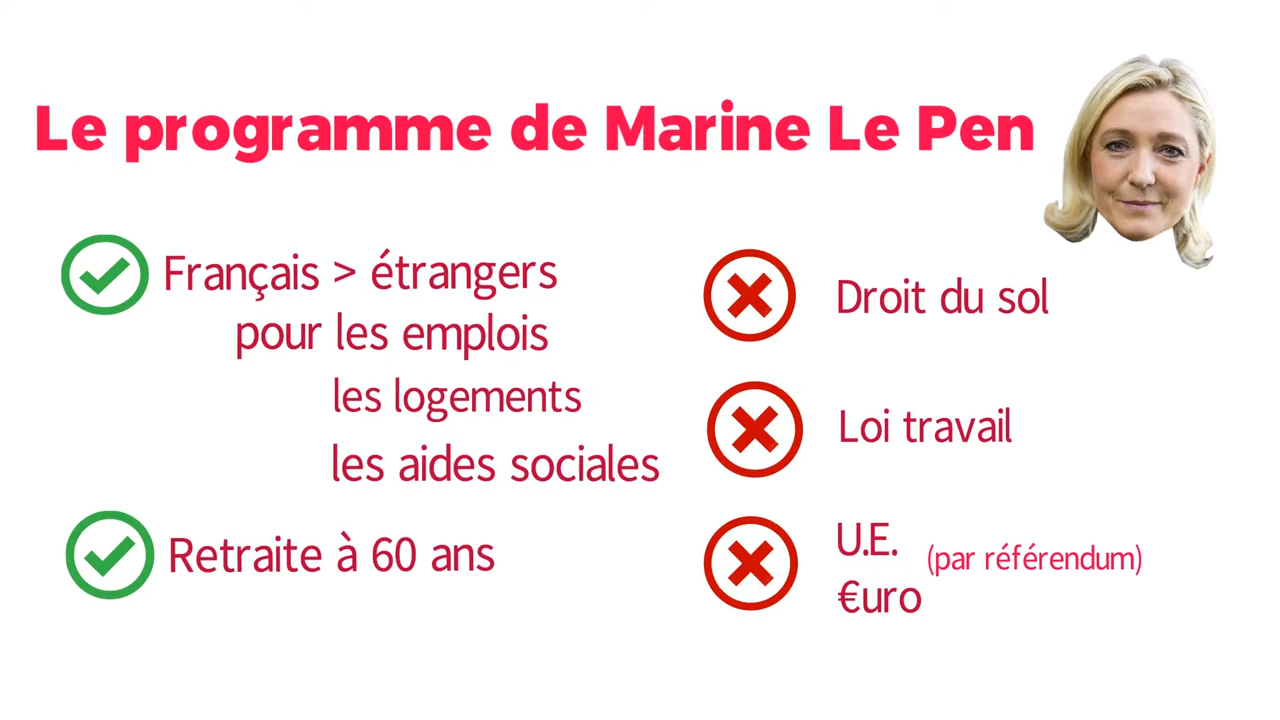 Le programme de Marine Le Pen
Français > étrangers
pour les emplois
les logements
les aides sociales
Retraite à 60 ans
Droit du sol
Loi travail
U.E.
(par référendum)
€uro